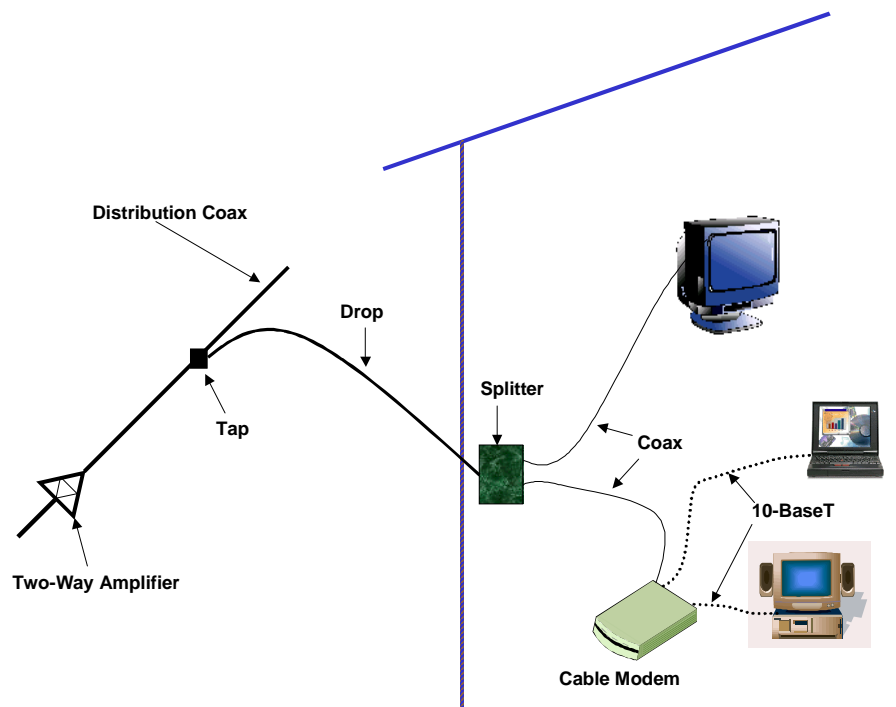 Distribution Coax
Drop
Splitter
Tap
Coax
10-BaseT
Two-Way Amplifier
Cable Modem